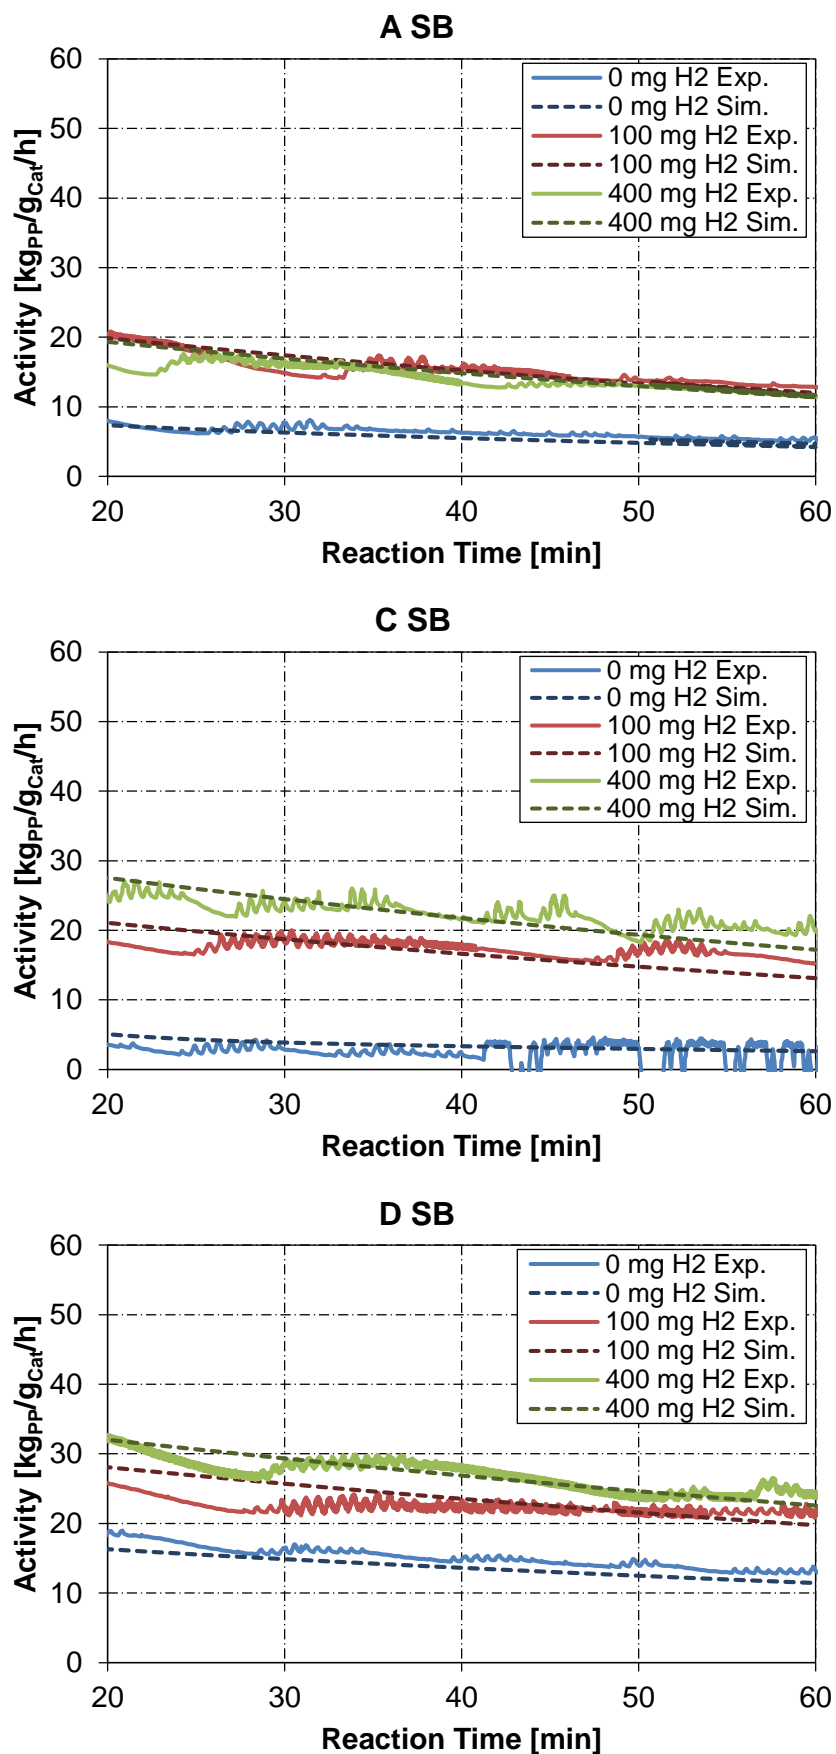 A SB
60
50
40
30
20
10
0
Activity [kgPP/gCat/h]
0 mg H2 Exp.
0 mg H2 Sim.
100 mg H2 Exp.
100 mg H2 Sim.
400 mg H2 Exp.
400 mg H2 Sim.
20 30 40 50 60
Reaction Time [min]
C SB
60
50
40
30
20
10
0
Activity [kgPP/gCat/h]
0 mg H2 Exp.
0 mg H2 Sim.
100 mg H2 Exp.
100 mg H2 Sim.
400 mg H2 Exp.
400 mg H2 Sim.
20 30 40 50 60
Reaction Time [min]
D SB
60
50
40
30
20
10
0
Activity [kgPP/gCat/h]
0 mg H2 Exp.
0 mg H2 Sim.
100 mg H2 Exp.
100 mg H2 Sim.
400 mg H2 Exp.
400 mg H2 Sim.
20 30 40 50 60
Reaction Time [min]